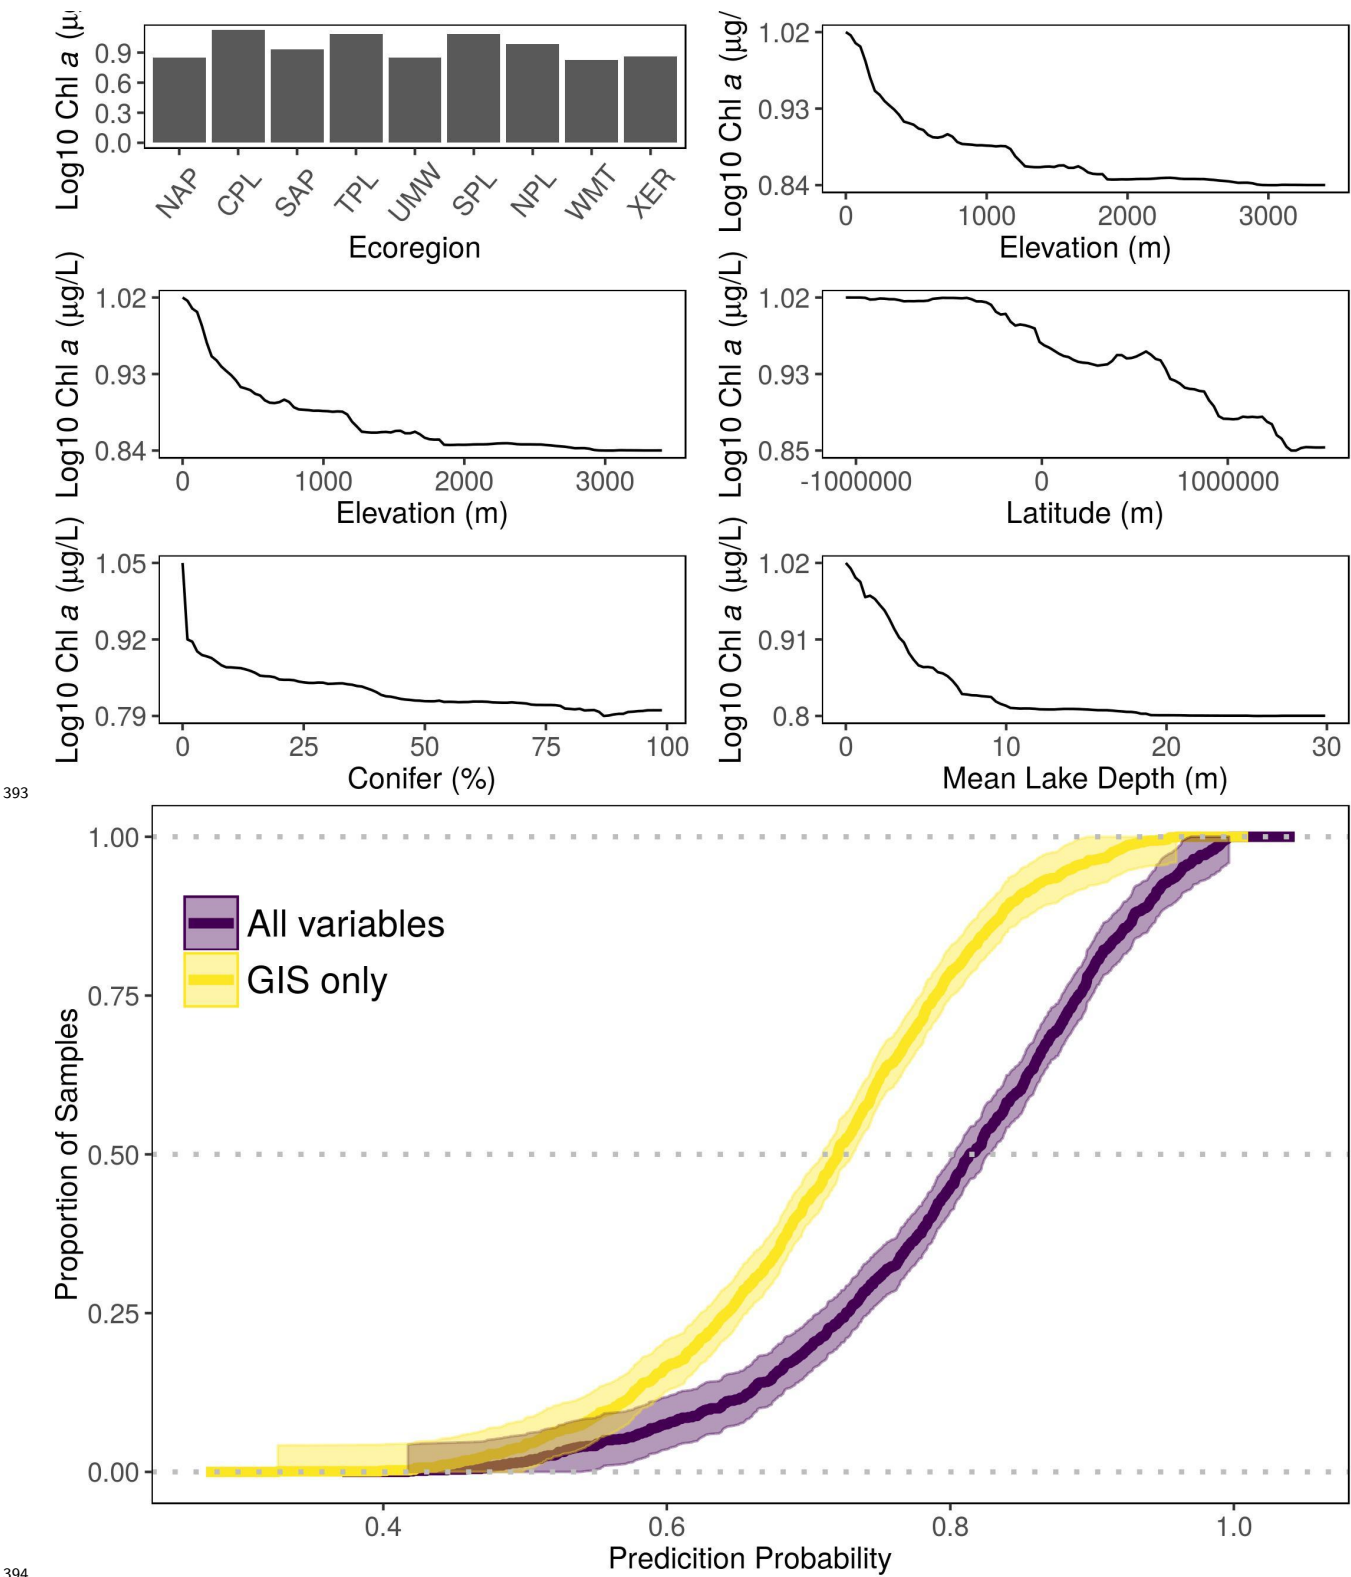 Log10 Chl a (µ
0.9
0.6
0.3
0.0
NAP CPL SAP TPL UMW SPL NPL WMT XER
Ecoregion
Log10 Chl a (µg/
1.02
0.93
0.84
0 1000 2000 3000
Elevation (m)
Log10 Chl a (µg/L)
1.02
0.93
0.84
0 1000 2000 3000
Elevation (m)
Log10 Chl a (µg/L)
1.02
0.93
0.85
-1000000 0 1000000
Latitude (m)
Log10 Chl a (µg/L)
1.05
0.92
0.79
0 25 50 75 100
Conifer (%)
Log10 Chl a (µg/L)
1.02
0.91
0.8
0 10 20 30
Mean Lake Depth (m)
393
Proportion of Samples
1.00
0.75
0.50
0.25
0.00
All variables
GIS only
0.4 0.6 0.8 1.0
Predicition Probability
394